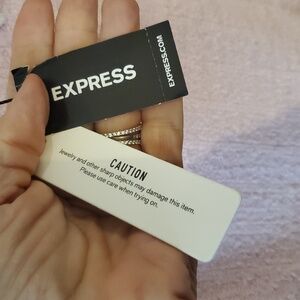 EXPRESS
EXPRESS.COM
CAUTION
Jewelry and other sharp objects may damage this item.
Please use care when trying on.